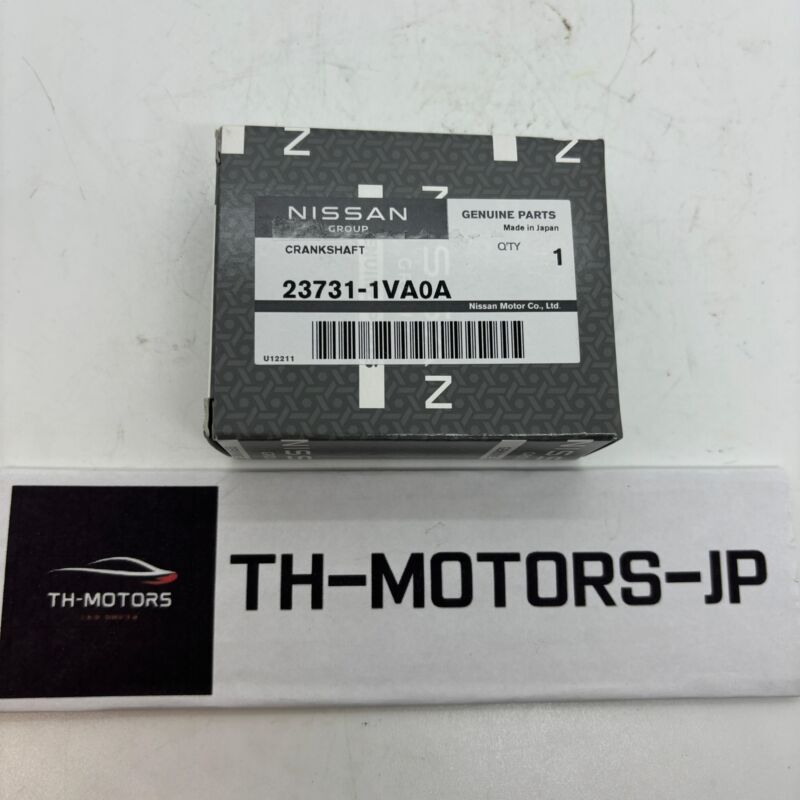 NISSAN
GROUP
GENUINE PARTS
Made in Japan
CRANKSHAFT
Q'TY
1
23731-1VA0A
Nissan Motor Co., Ltd.
U12211
TH-MOTORS
TH-MOTORS-JP